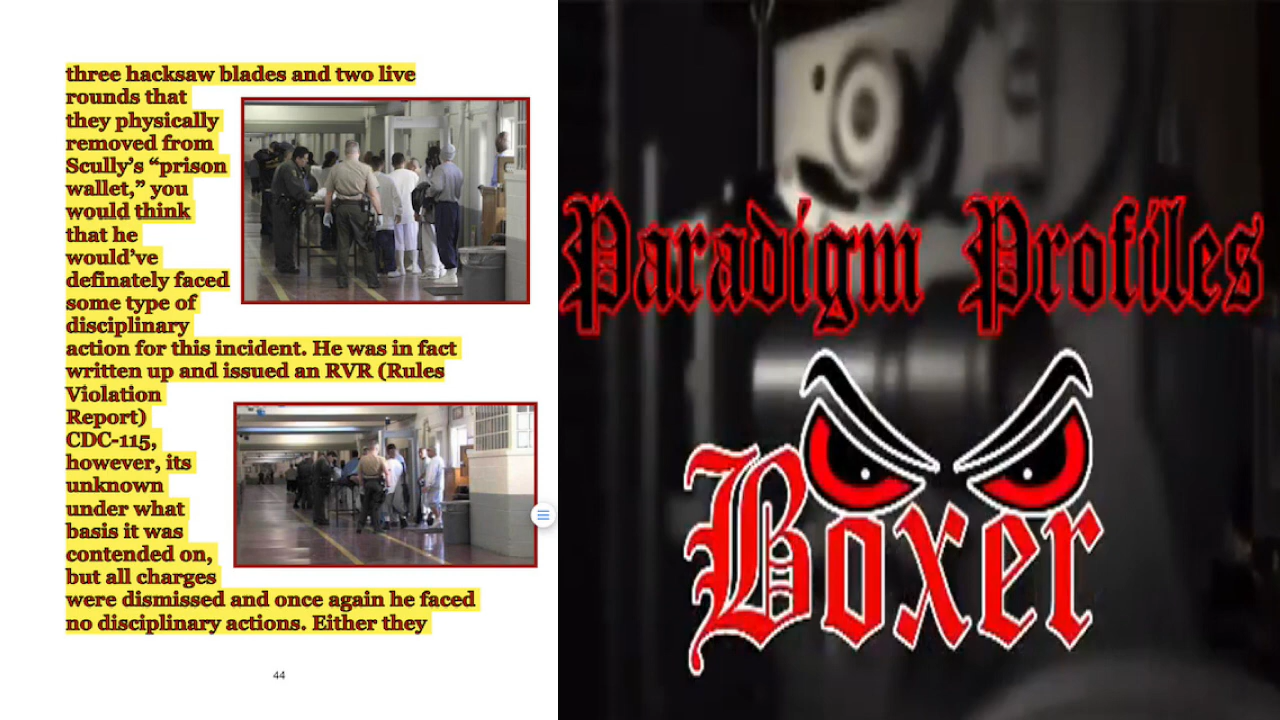 three hacksaw blades and two live
rounds that
they physically
removed from
Scully’s “prison
wallet,” you
would think
that he
would’ve
definately faced
some type of
disciplinary
action for this incident. He was in fact
written up and issued an RVR (Rules
Violation
Report)
CDC-115,
however, its
unknown
under what
basis it was
contended on,
but all charges
were dismissed and once again he faced
no disciplinary actions. Either they
44
Paradigm Profiles
Boxer